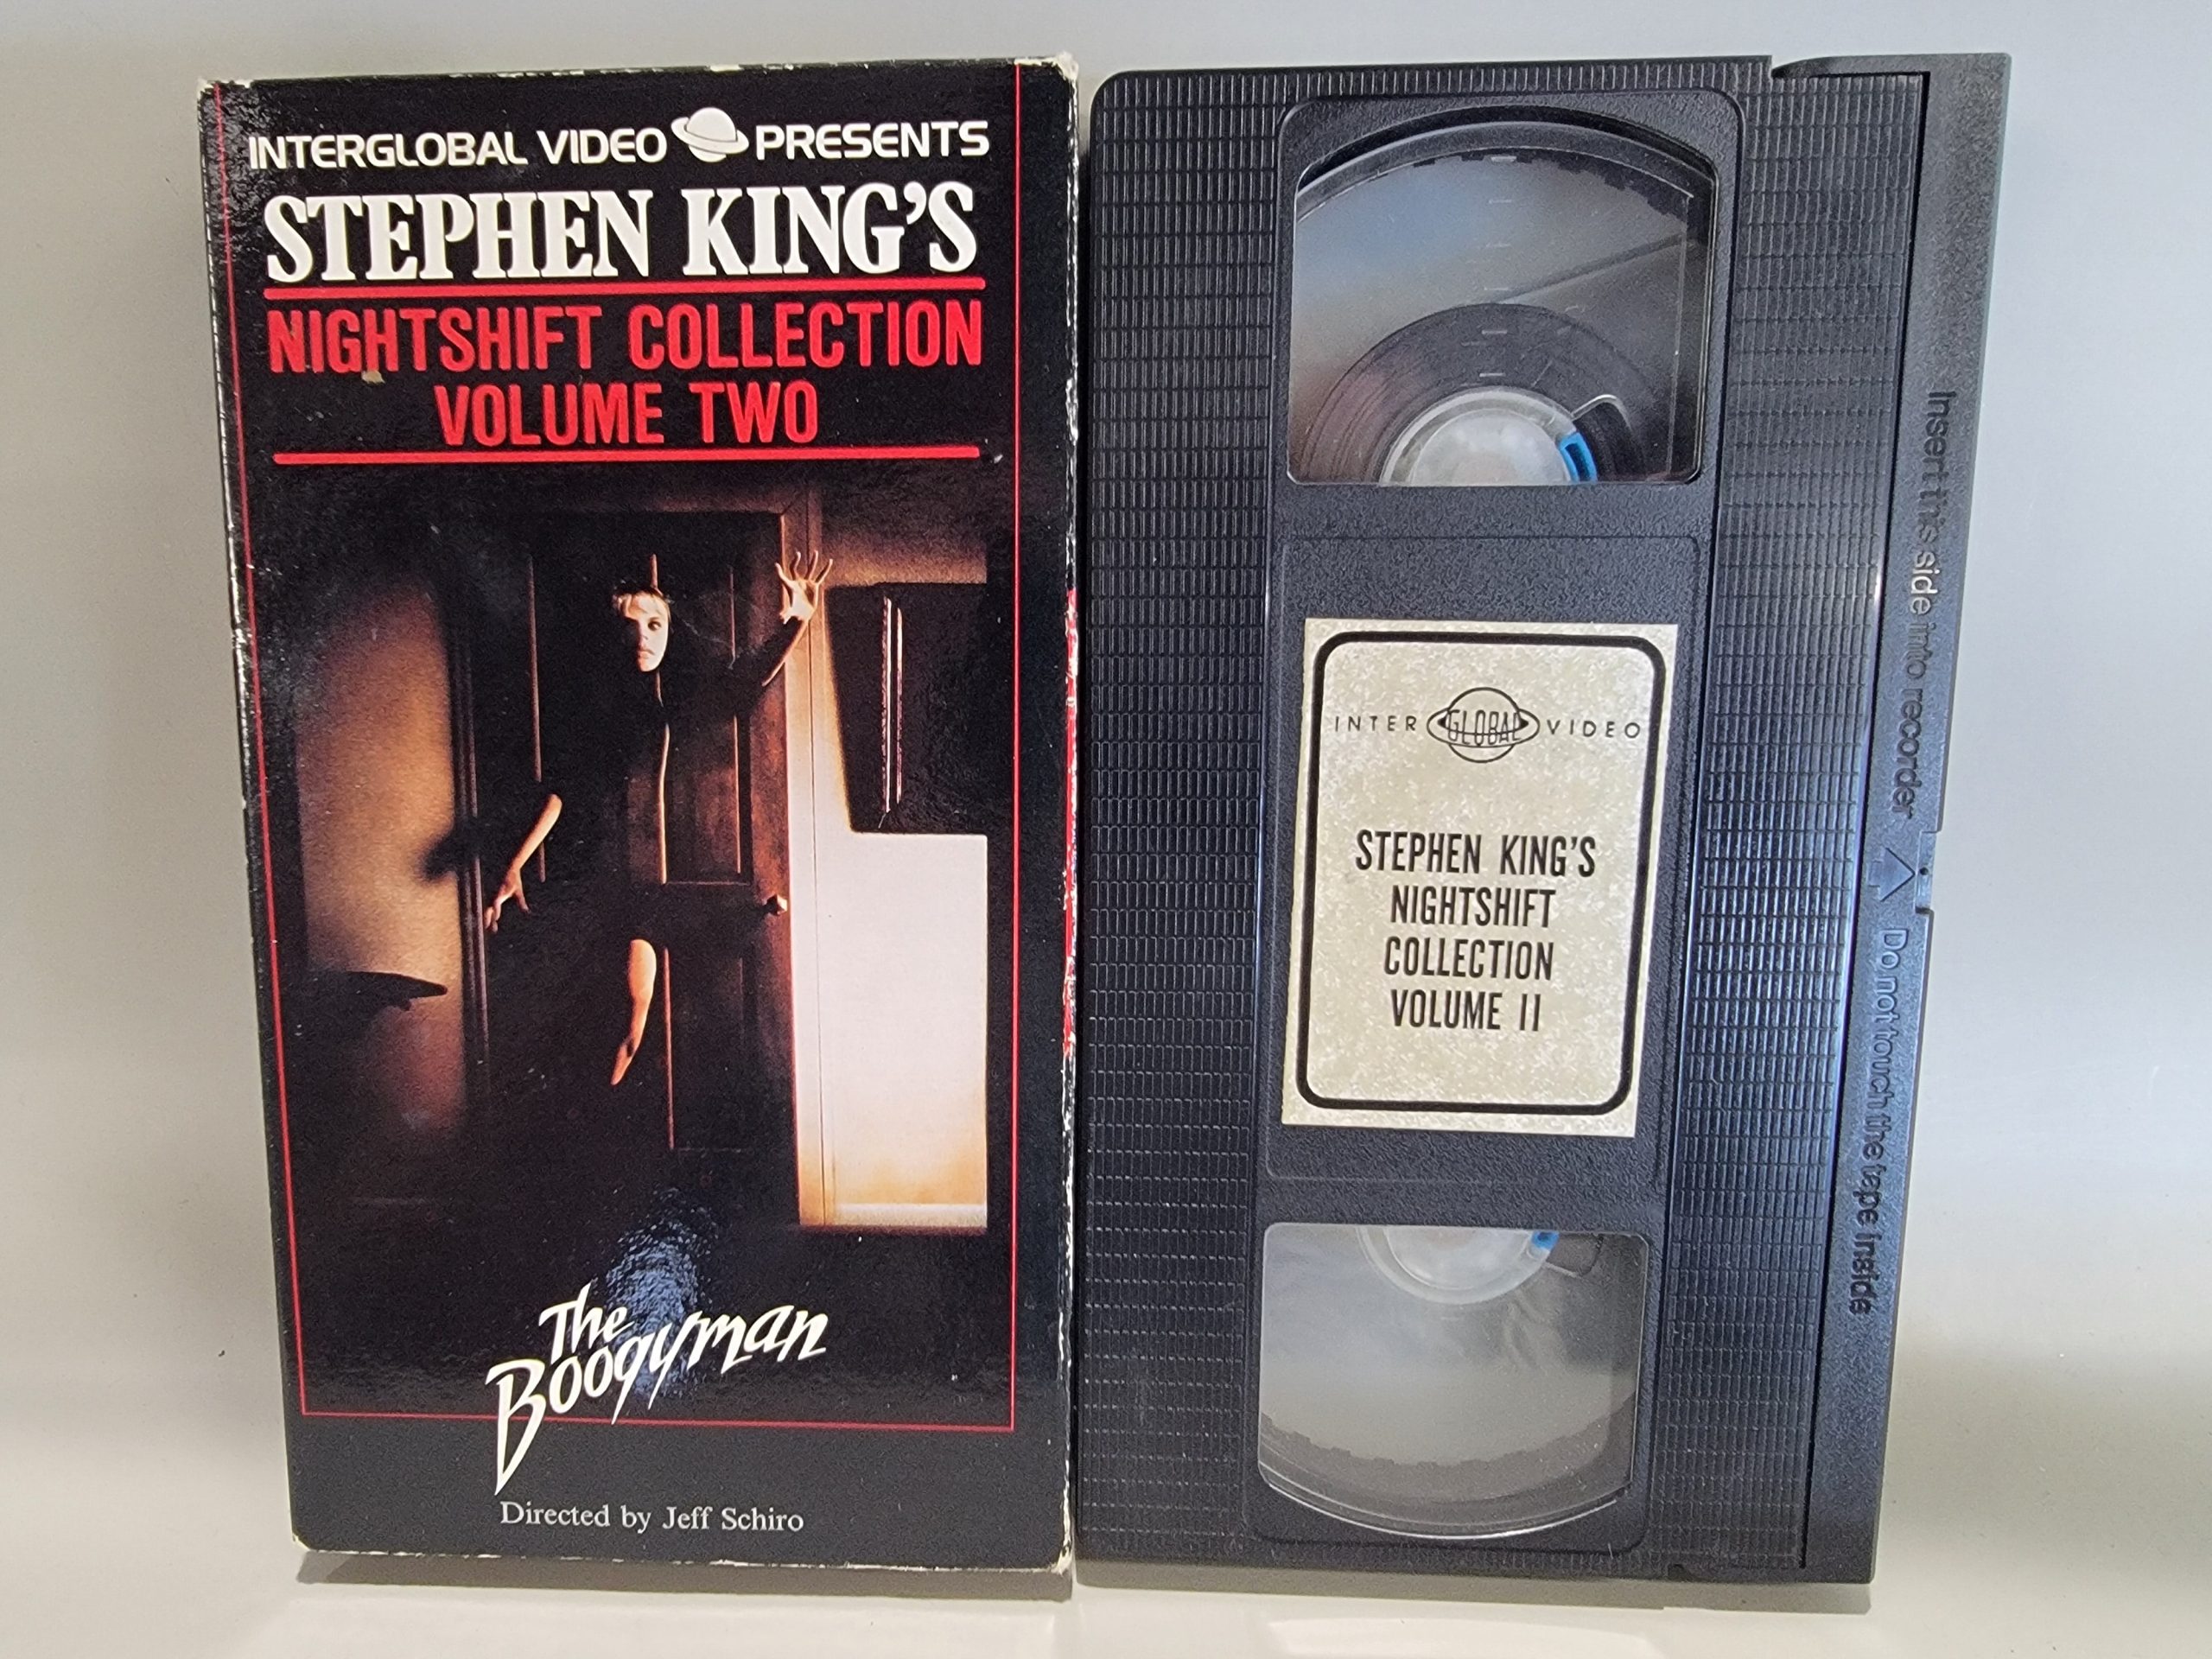 INTERGLOBAL VIDEO PRESENTS
STEPHEN KING'S
NIGHTSHIFT COLLECTION
VOLUME TWO
The
Boogyman
Directed by Jeff Schiro
INTER GLOBAL VIDEO
STEPHEN KING'S
NIGHTSHIFT
COLLECTION
VOLUME II
Insert this side into recorder
Do not touch the tape inside